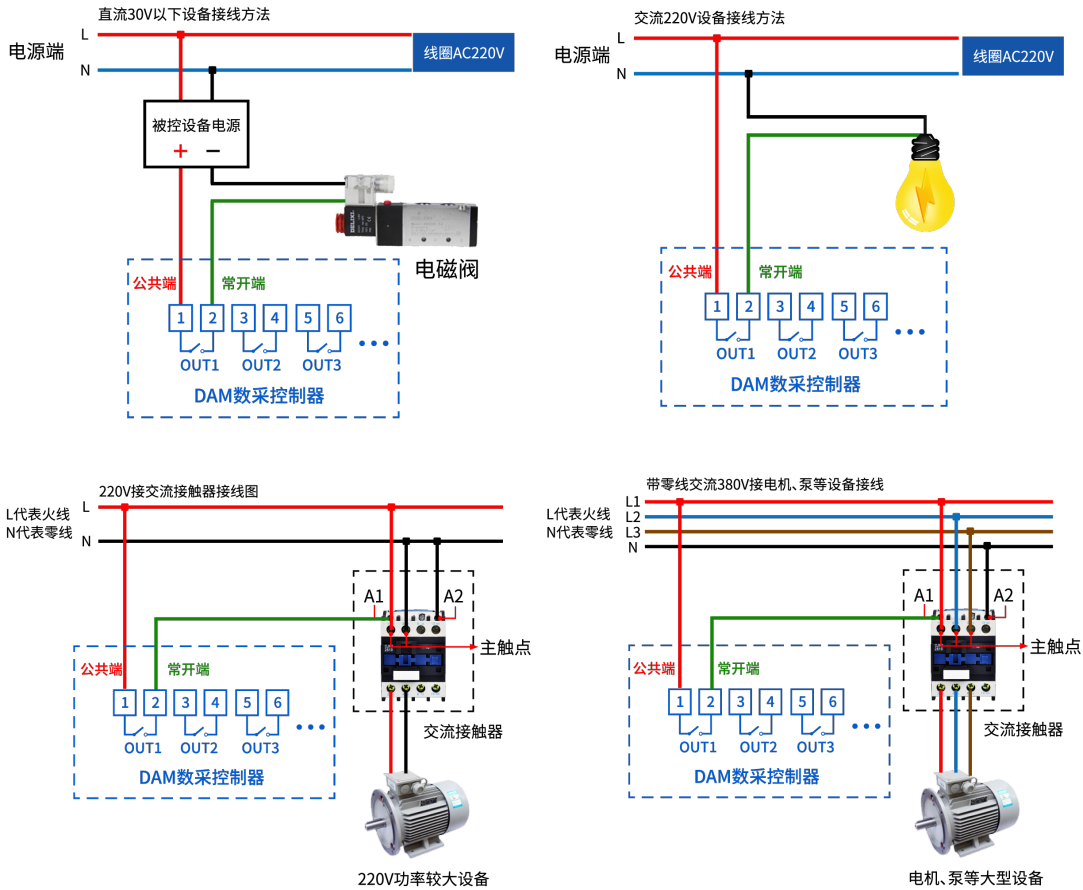 直流30V以下设备接线方法
L
电源端
N
线圈AC220V
被控设备电源
+ −
电磁阀
公共端
常开端
1 2 3 4 5 6
OUT1 OUT2 OUT3
DAM数采控制器
交流220V设备接线方法
L
电源端
N
线圈AC220V
公共端
常开端
1 2 3 4 5 6
OUT1 OUT2 OUT3
DAM数采控制器
220V接交流接触器接线图
L
L代表火线
N代表零线
N
A1 A2
主触点
公共端
常开端
1 2 3 4 5 6
OUT1 OUT2 OUT3
交流接触器
DAM数采控制器
220V功率较大设备
带零线交流380V接电机、泵等设备接线
L1
L代表火线
L2
N代表零线
L3
N
A1 A2
主触点
公共端
常开端
1 2 3 4 5 6
OUT1 OUT2 OUT3
交流接触器
DAM数采控制器
电机、泵等大型设备